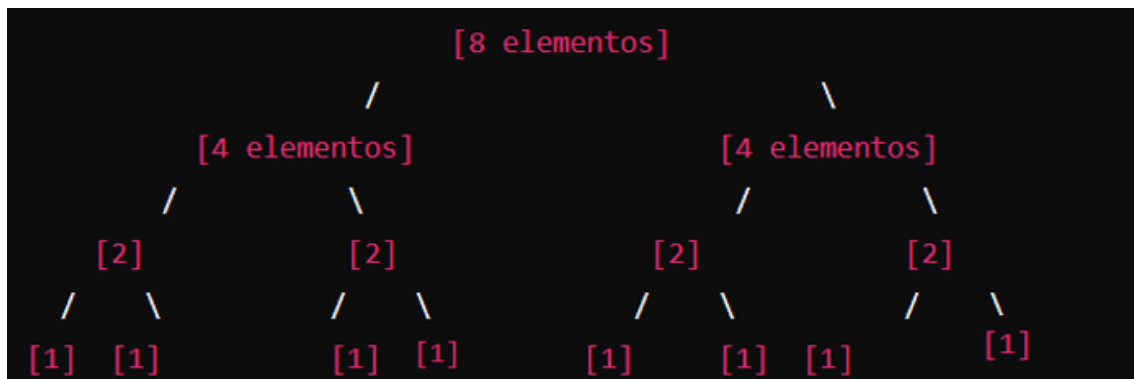 [8 elementos]
/ \
[4 elementos] [4 elementos]
/ \ / \
[2] [2] [2] [2]
/ \ / \ / \ / \
[1] [1] [1] [1] [1] [1] [1] [1]